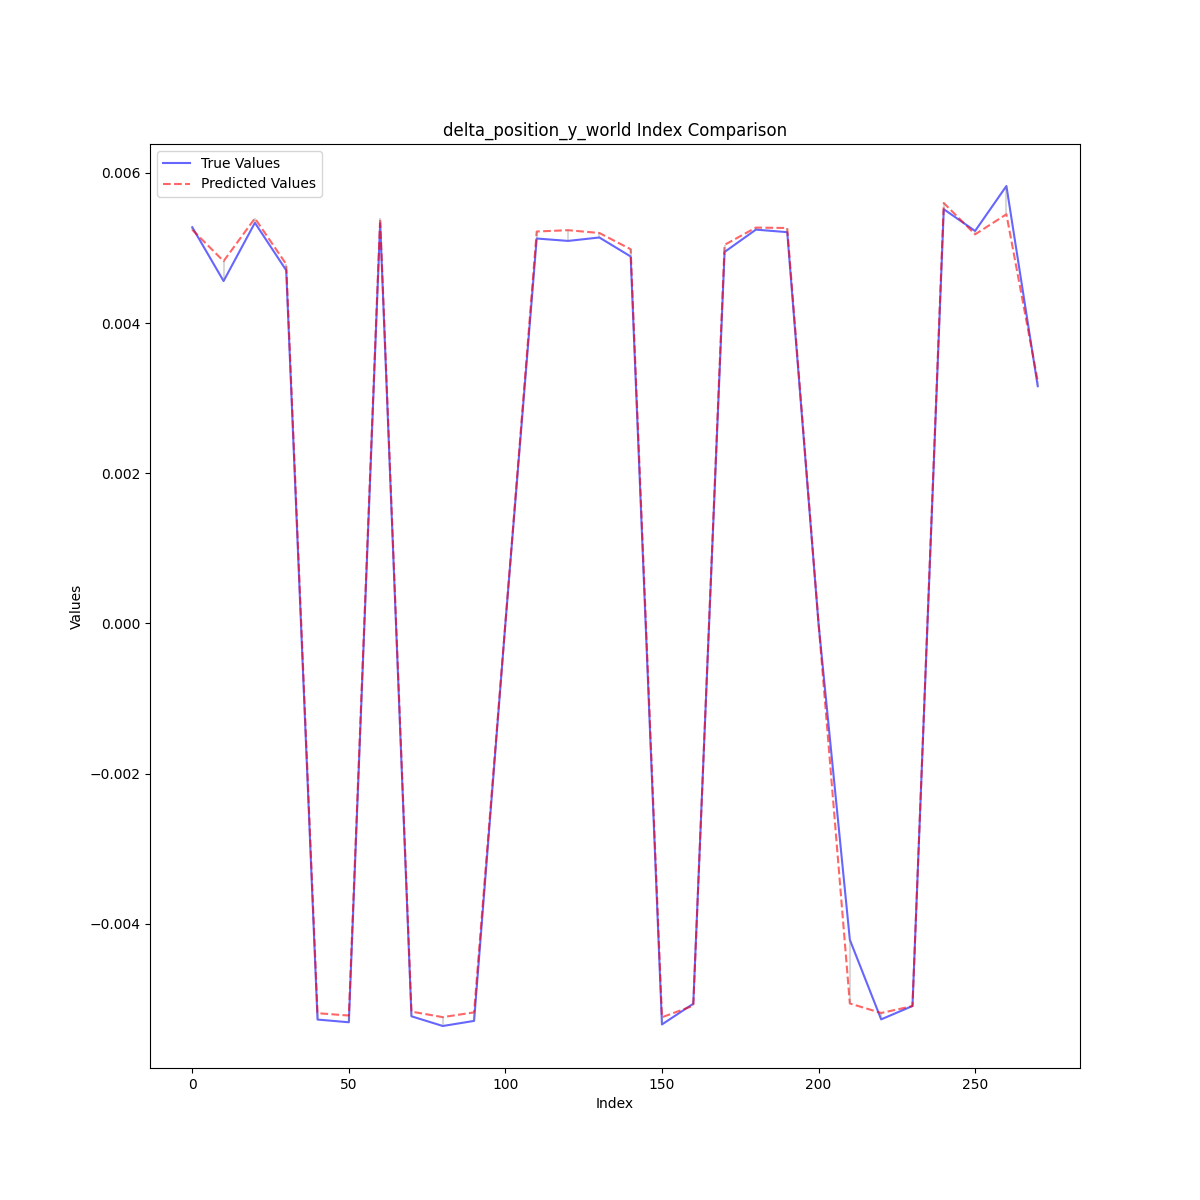 delta_position_y_world Index Comparison
True Values
Predicted Values
0.006
0.004
0.002
0.000
−0.002
−0.004
Values
0 50 100 150 200 250
Index